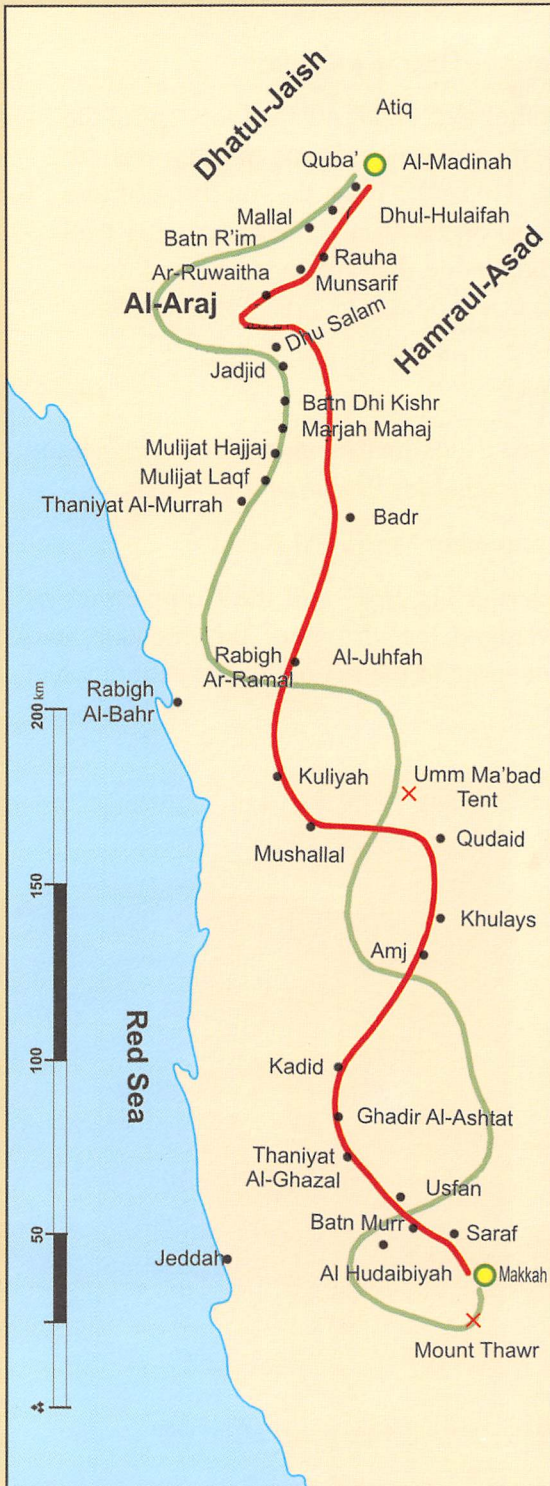 Dhatul-Jaish
Atiq
Quba'
Al-Madinah
Mallal
Dhul-Hulaifah
Batn R'im
Rauha
Ar-Ruwaitha
Munsarif
Al-Araj
Hamraul-Asad
Dhu Salam
Jadjid
Batn Dhi Kishr
Marjah Mahaj
Mulijat Hajjaj
Mulijat Laqf
Thaniyat Al-Murrah
Badr
Rabigh
Ar-Ramal
Al-Juhfah
Rabigh
Al-Bahr
200 km
Kuliyah
Umm Ma'bad
Tent
Mushallal
Qudaid
150
Khulays
Amj
Red Sea
100
Kadid
Ghadir Al-Ashtat
Thaniyat
Al-Ghazal
Usfan
Batn Murr
50
Saraf
Jeddah
Al Hudaibiyah
Makkah
Mount Thawr